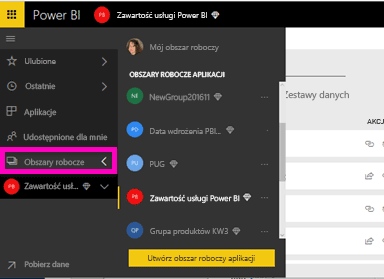 Power BI
PB
Zawartość usługi Power BI
Ulubione
Ostatnie
Aplikacje
Udostępnione dla mnie
Obszary robocze
PB
Zawartość usł...
Pobierz dane
Mój obszar roboczy
OBSZARY ROBOCZE APLIKACJI
NE
NewGroup201611
...
PD
Data wdrożenia PBI...
PU
PUG
...
PB
Zawartość usługi Power BI
...
GP
Grupa produktów KW3
...
Utwórz obszar roboczy aplikacji
Zestawy danych
AKCJ